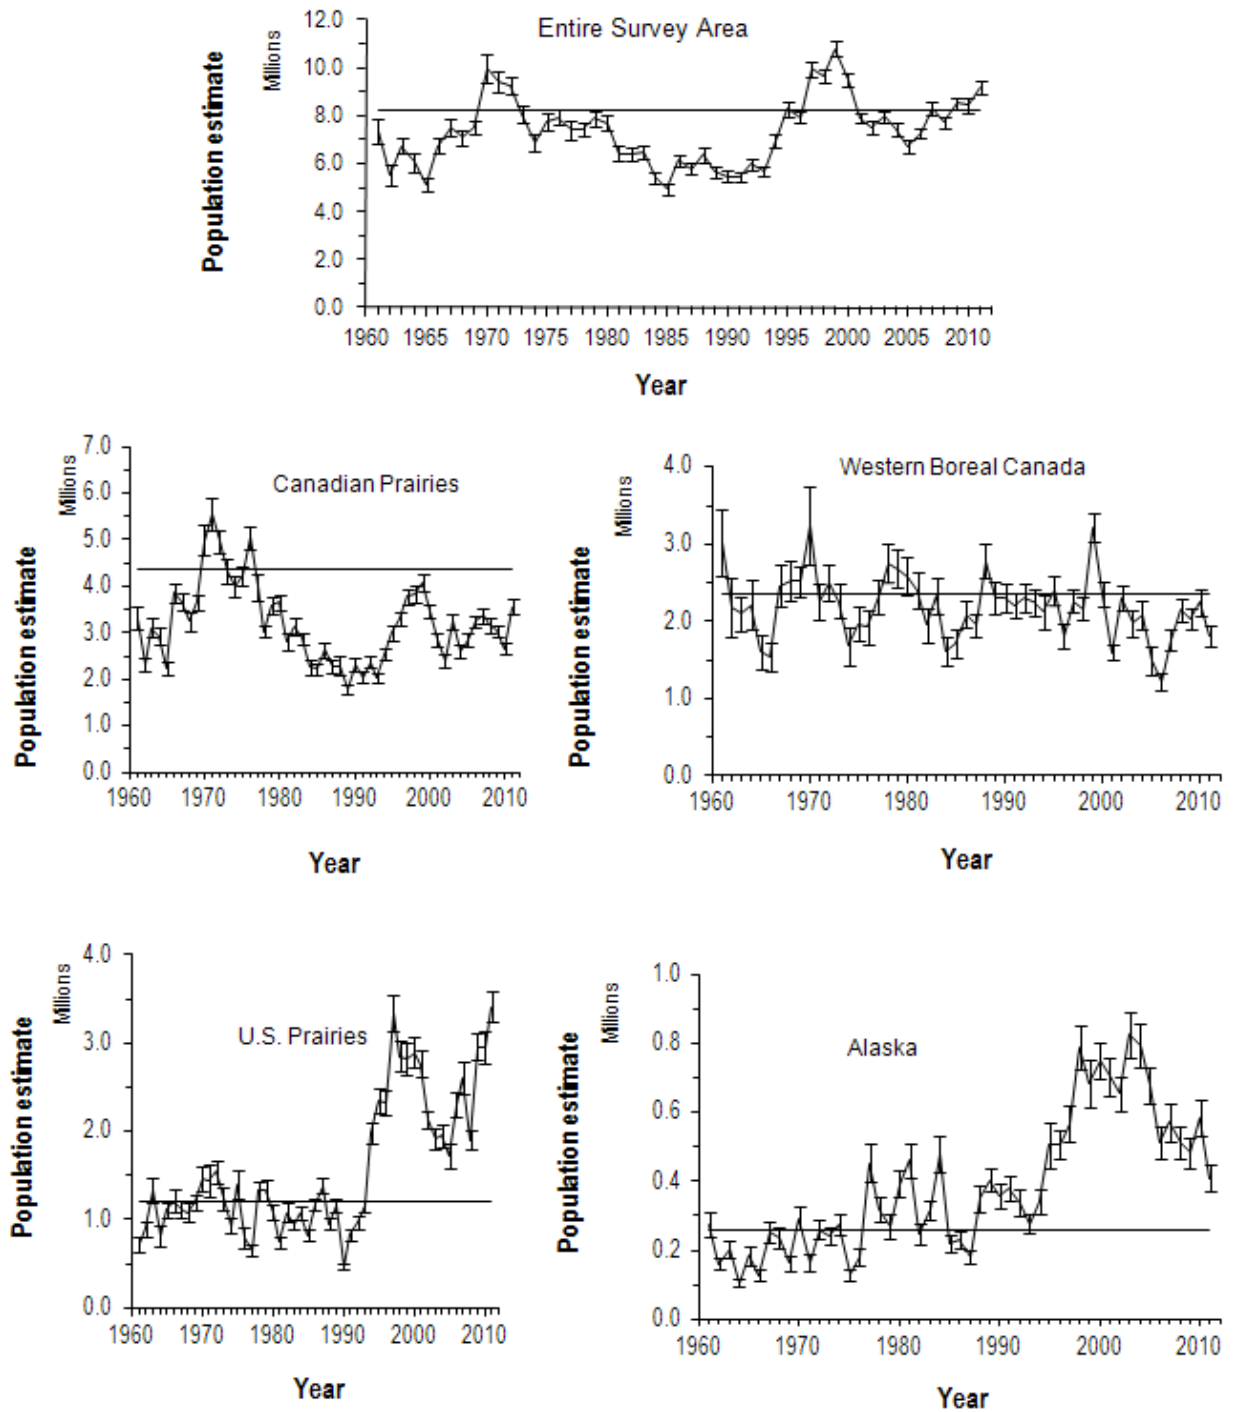 Entire Survey Area
Population estimate
Millions
12.0
10.0
8.0
6.0
4.0
2.0
0.0
1960 1965 1970 1975 1980 1985 1990 1995 2000 2005 2010
Year
Canadian Prairies
Population estimate
Millions
7.0
6.0
5.0
4.0
3.0
2.0
1.0
0.0
1960 1970 1980 1990 2000 2010
Year
Western Boreal Canada
Population estimate
Millions
4.0
3.0
2.0
1.0
0.0
1960 1970 1980 1990 2000 2010
Year
U.S. Prairies
Population estimate
Millions
4.0
3.0
2.0
1.0
0.0
1960 1970 1980 1990 2000 2010
Year
Alaska
Population estimate
Millions
1.0
0.8
0.6
0.4
0.2
0.0
1960 1970 1980 1990 2000 2010
Year